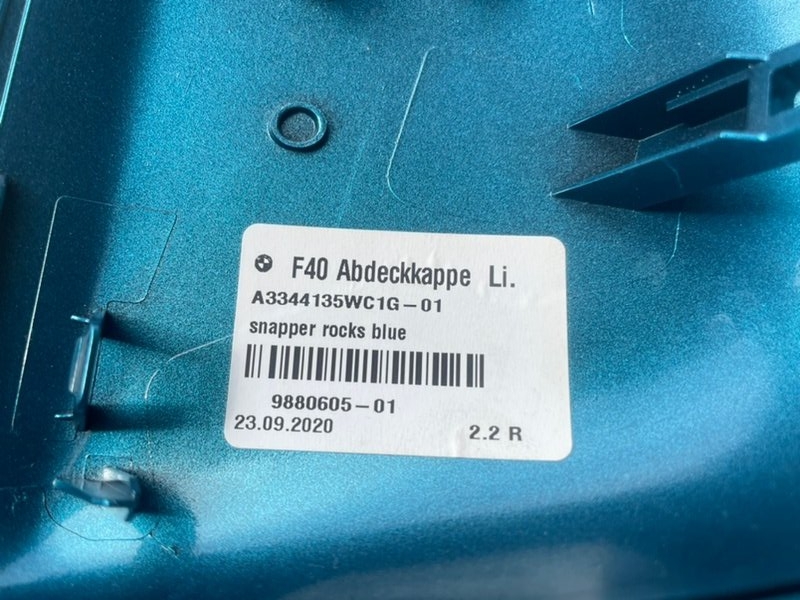 F40 Abdeckkappe Li.
A3344135WC1G-01
snapper rocks blue
9880605-01
23.09.2020 2.2 R